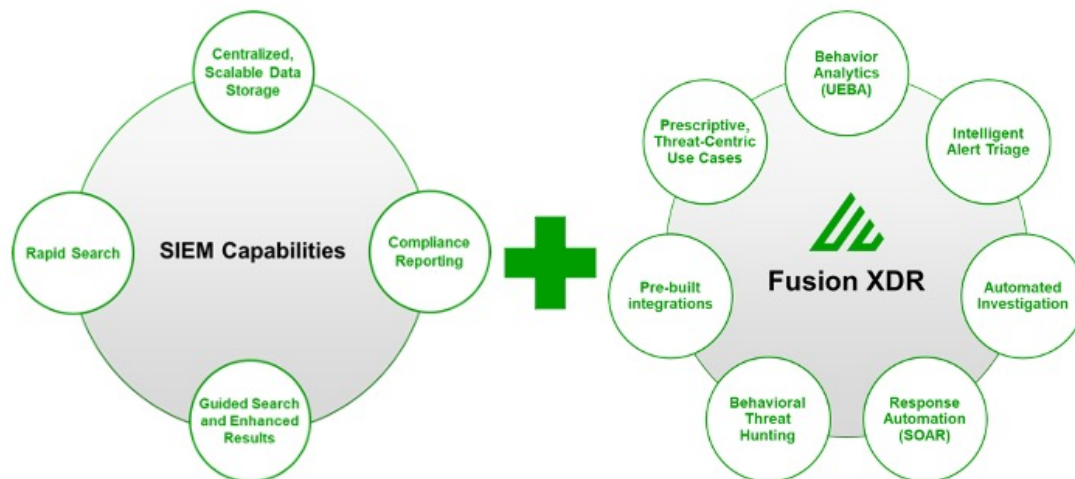 Centralized,
Scalable Data
Storage
Rapid Search
SIEM Capabilities
Compliance
Reporting
Guided Search
and Enhanced
Results
Behavior
Analytics
(UEBA)
Prescriptive,
Threat-Centric
Use Cases
Intelligent
Alert Triage
Fusion XDR
Pre-built
integrations
Automated
Investigation
Behavioral
Threat
Hunting
Response
Automation
(SOAR)